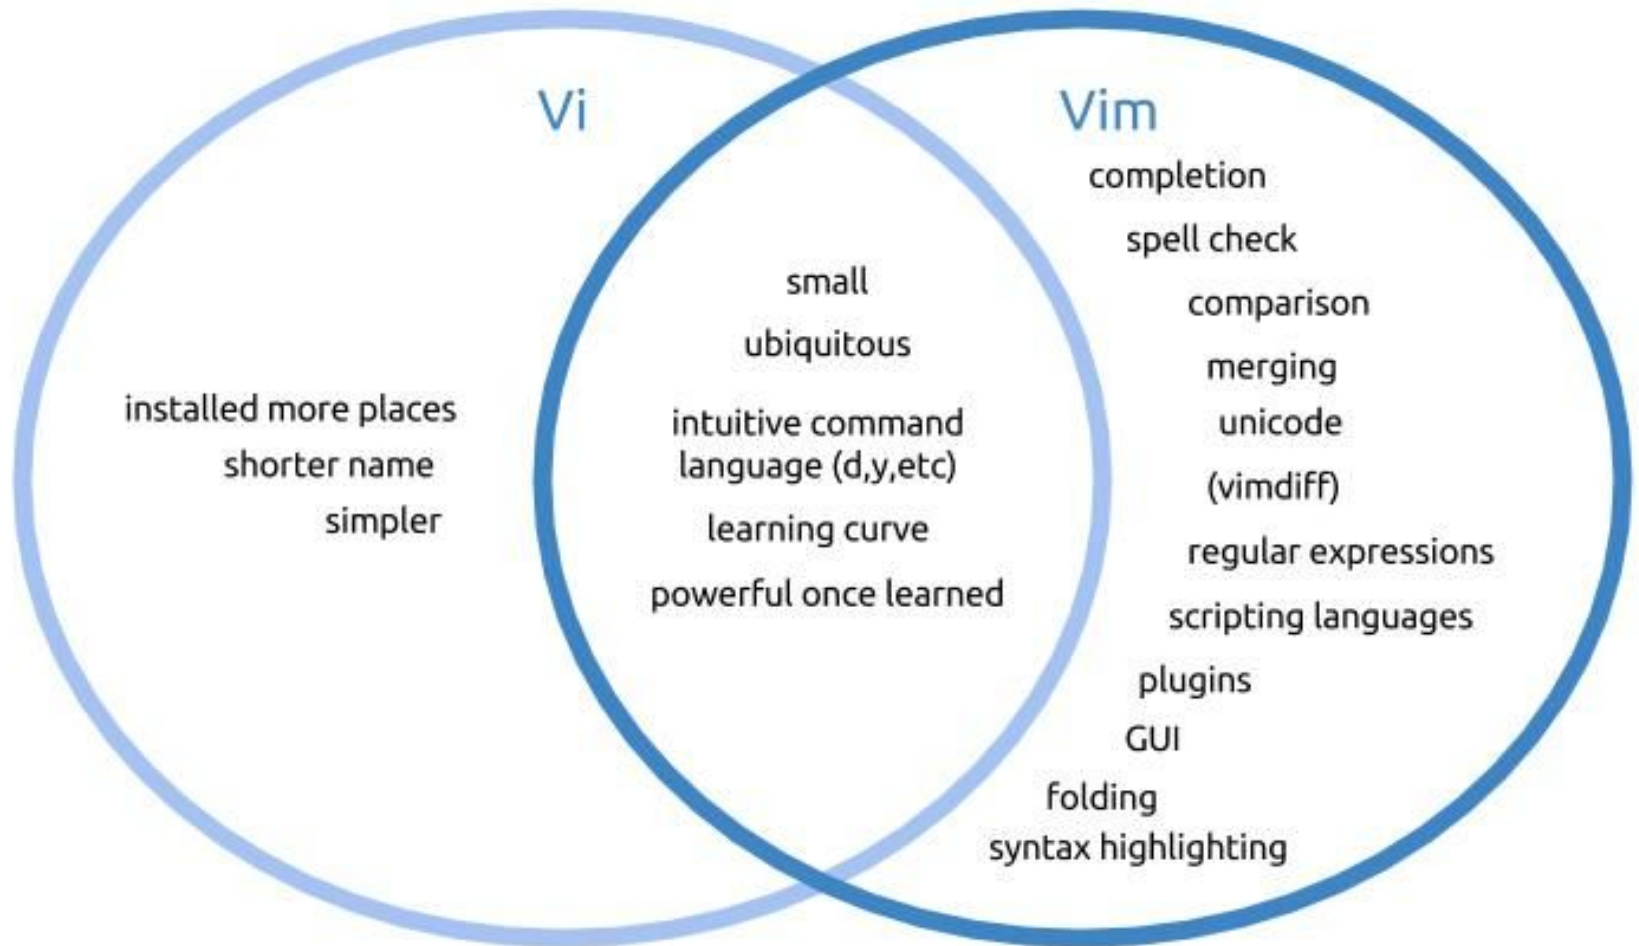 Vi
installed more places
shorter name
simpler
small
ubiquitous
intuitive command
language (d,y,etc)
learning curve
powerful once learned
Vim
completion
spell check
comparison
merging
unicode
(vimdiff)
regular expressions
scripting languages
plugins
GUI
folding
syntax highlighting